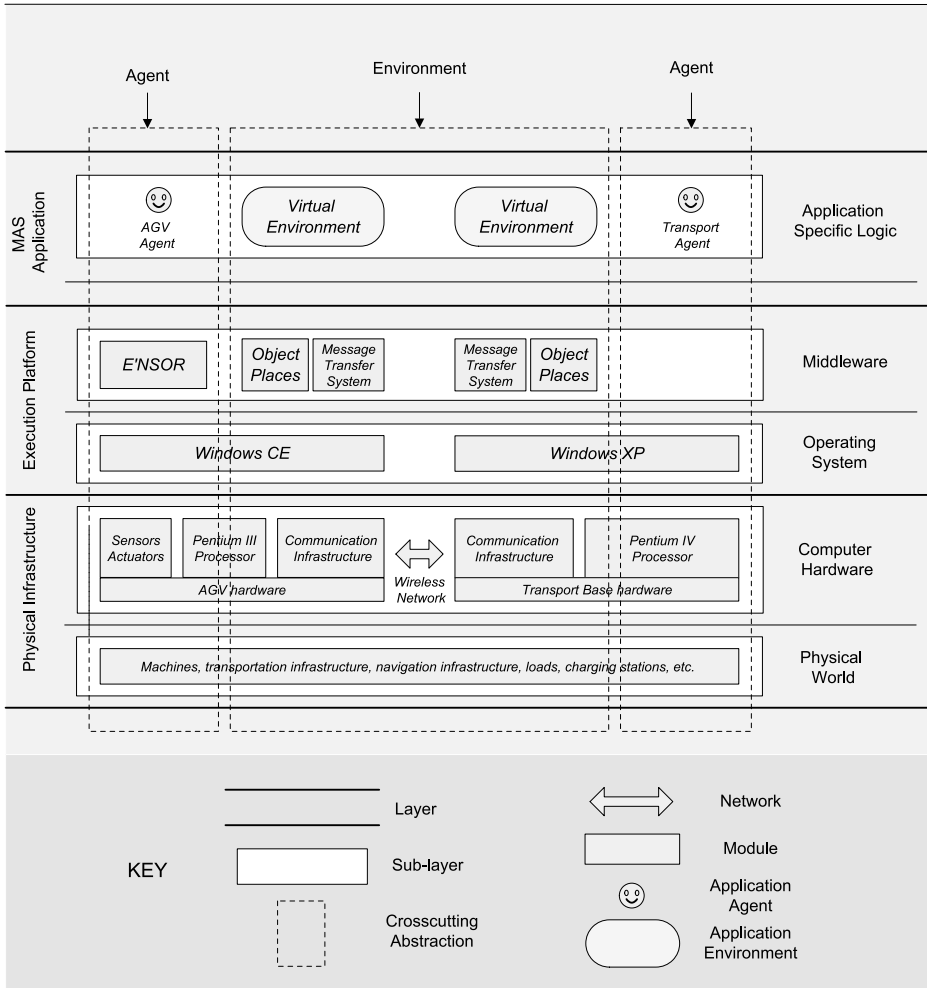 Agent
Environment
Agent
MAS
Application
AGV
Agent
Virtual
Environment
Virtual
Environment
Transport
Agent
Application
Specific Logic
Execution Platform
E'NSOR
Object
Places
Message
Transfer
System
Message
Transfer
System
Object
Places
Middleware
Windows CE
Windows XP
Operating
System
Physical Infrastructure
Sensors
Actuators
Pentium III
Processor
Communication
Infrastructure
AGV hardware
Wireless
Network
Communication
Infrastructure
Pentium IV
Processor
Transport Base hardware
Computer
Hardware
Machines, transportation infrastructure, navigation infrastructure, loads, charging stations, etc.
Physical
World
KEY
Layer
Sub-layer
Crosscutting
Abstraction
Network
Module
Application
Agent
Application
Environment